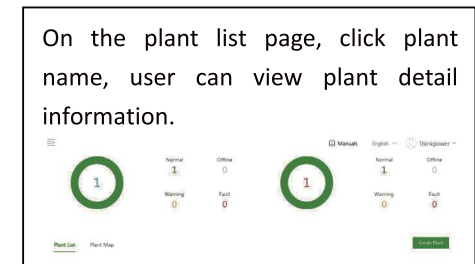 On the plant list page, click plant
name, user can view plant detail
information.
Manuals English Thinkpower
Normal Offline Normal Offline
1 1 0 1 1 0
Warning Fault Warning Fault
0 0 0 0
Plant List Plant Map Create Plant